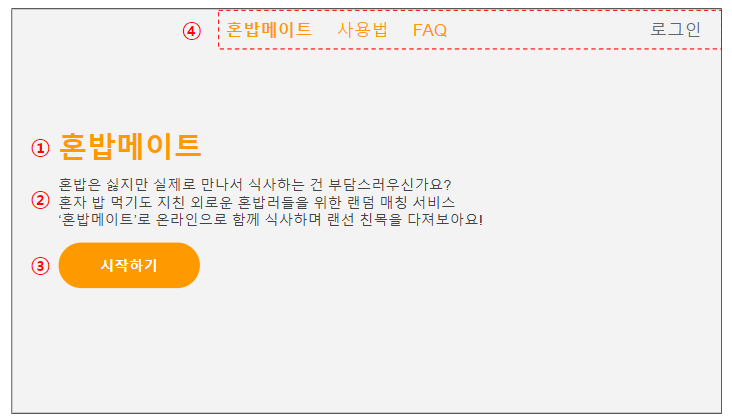 ④ 혼밥메이트 사용법 FAQ 로그인
① 혼밥메이트
② 혼밥은 싫지만 실제로 만나서 식사하는 건 부담스러우신가요?
혼자 밥 먹기도 지친 외로운 혼밥러들을 위한 랜덤 매칭 서비스
‘혼밥메이트’로 온라인으로 함께 식사하며 랜선 친목을 다져보아요!
③ 시작하기